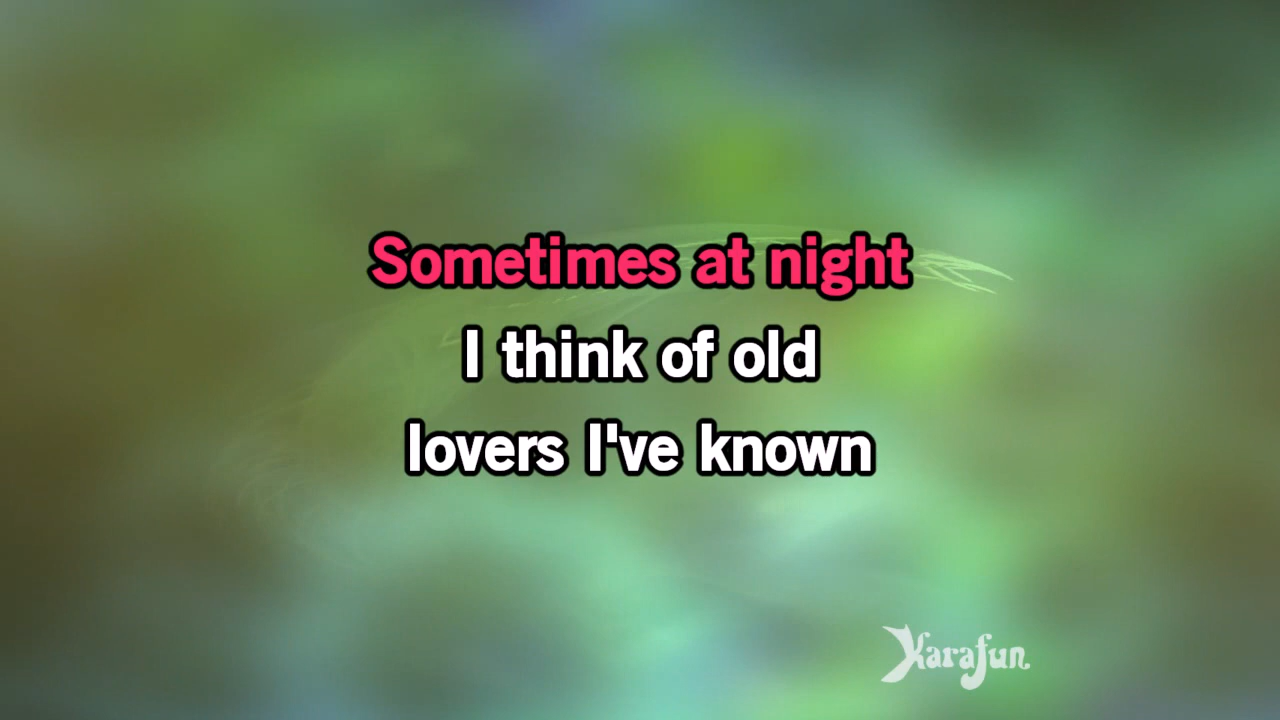 Sometimes at night
I think of old
lovers I've known
Karafun